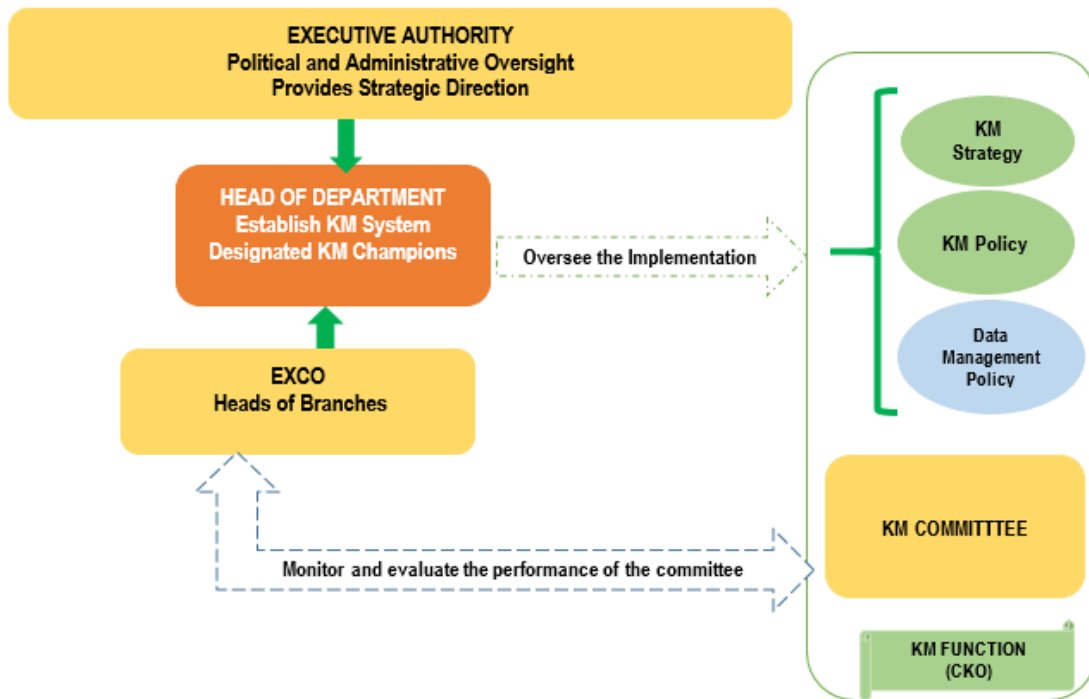 EXECUTIVE AUTHORITY
Political and Administrative Oversight
Provides Strategic Direction
HEAD OF DEPARTMENT
Establish KM System
Designated KM Champions
Oversee the Implementation
KM
Strategy
KM Policy
Data
Management
Policy
EXCO
Heads of Branches
Monitor and evaluate the performance of the committee
KM COMMITTTEE
KM FUNCTION
(CKO)